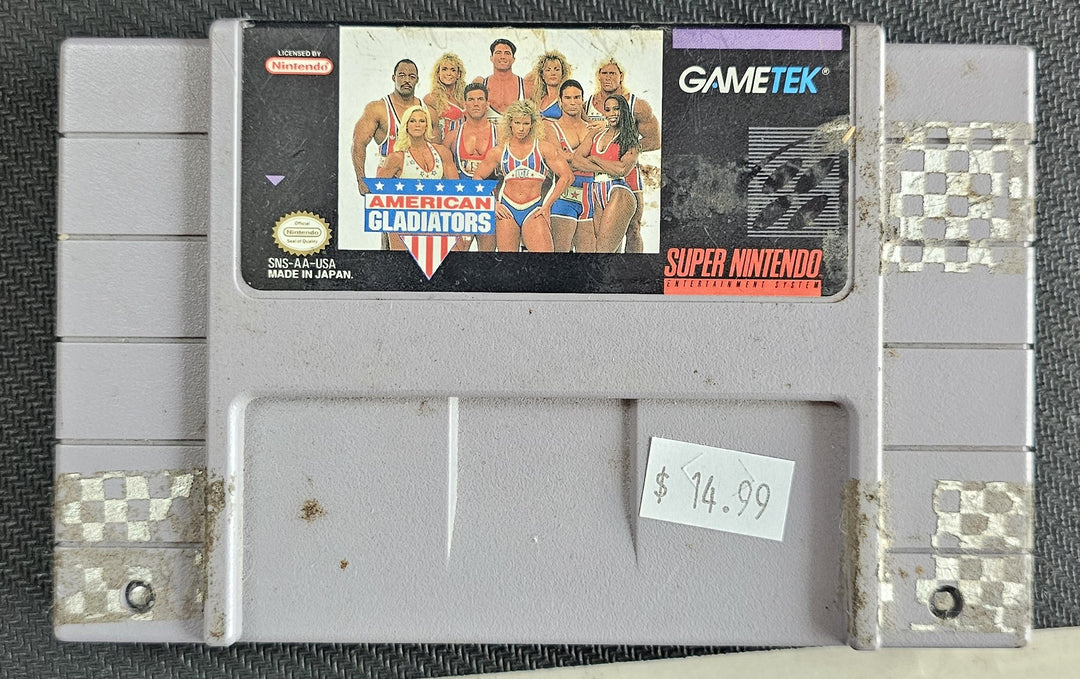 LICENSED BY
Nintendo
GAMETEK®
AMERICAN
GLADIATORS
Official
Nintendo
Seal of Quality
SNS-AA-USA
MADE IN JAPAN.
SUPER NINTENDO
ENTERTAINMENT SYSTEM
$ 14.99